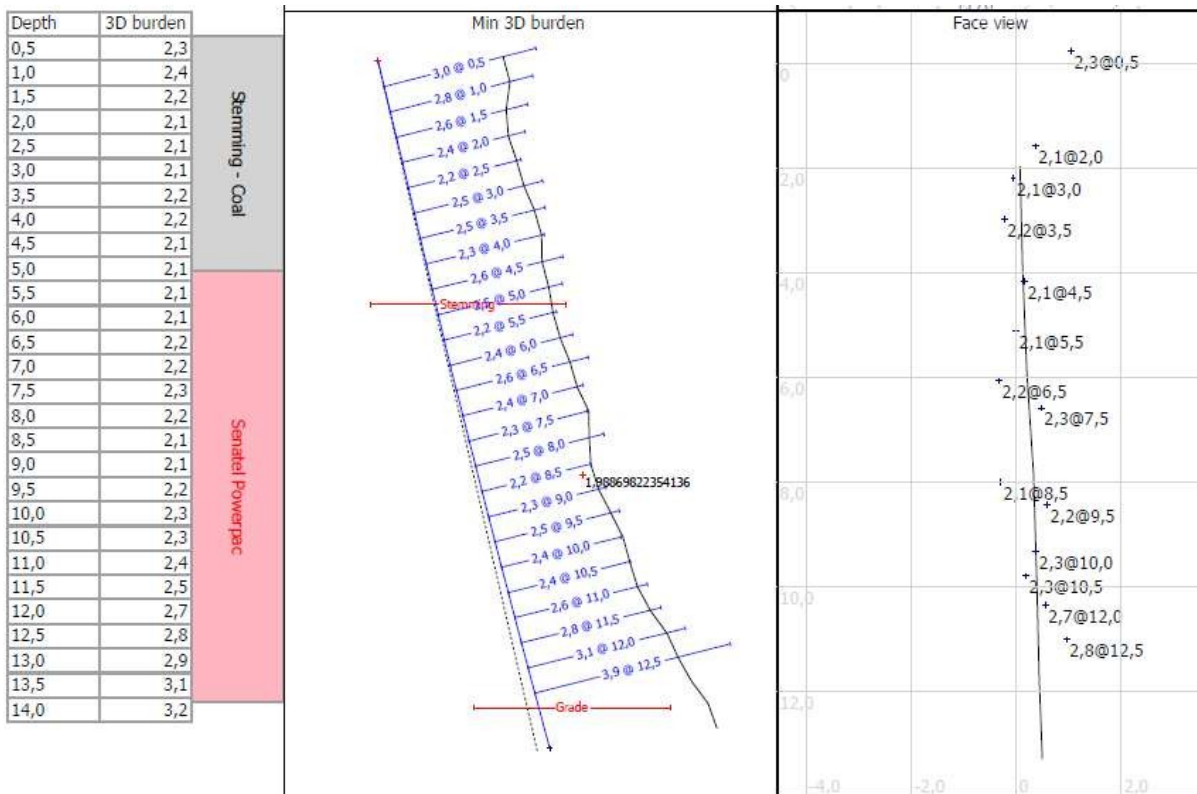 Depth 3D burden
0,5 2,3
1,0 2,4
1,5 2,2
2,0 2,1
2,5 2,1
3,0 2,1
3,5 2,2
4,0 2,2
4,5 2,1
5,0 2,1
5,5 2,1
6,0 2,1
6,5 2,2
7,0 2,2
7,5 2,3
8,0 2,2
8,5 2,1
9,0 2,1
9,5 2,2
10,0 2,3
10,5 2,3
11,0 2,4
11,5 2,5
12,0 2,7
12,5 2,8
13,0 2,9
13,5 3,1
14,0 3,2
Stemming - Coal
Senatel Powerpac
Min 3D burden
3,0 @ 0,5
2,8 @ 1,0
2,6 @ 1,5
2,4 @ 2,0
2,2 @ 2,5
2,5 @ 3,0
2,5 @ 3,5
2,3 @ 4,0
2,6 @ 4,5
Stemming
@ 5,0
2,2 @ 5,5
2,4 @ 6,0
2,6 @ 6,5
2,4 @ 7,0
2,3 @ 7,5
2,5 @ 8,0
2,2 @ 8,5
1,98869822354136
2,3 @ 9,0
2,5 @ 9,5
2,4 @ 10,0
2,4 @ 10,5
2,6 @ 11,0
2,8 @ 11,5
3,1 @ 12,0
3,9 @ 12,5
Grade
Face view
2,3@0,5
0
2,1@2,0
2,0
2,1@3,0
2,2@3,5
4,0
2,1@4,5
2,1@5,5
6,0
2,2@6,5
2,3@7,5
8,0
2,1@8,5
2,2@9,5
2,3@10,0
2,3@10,5
10,0
2,7@12,0
2,8@12,5
12,0
-4,0 -2,0 0 2,0